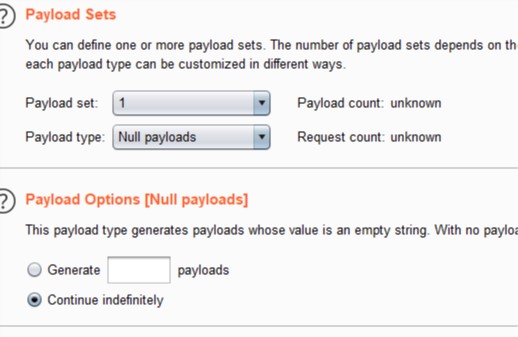 Payload Sets
You can define one or more payload sets. The number of payload sets depends on th
each payload type can be customized in different ways.
Payload set: 1 Payload count: unknown
Payload type: Null payloads Request count: unknown
Payload Options [Null payloads]
This payload type generates payloads whose value is an empty string. With no payloa
Generate payloads
Continue indefinitely